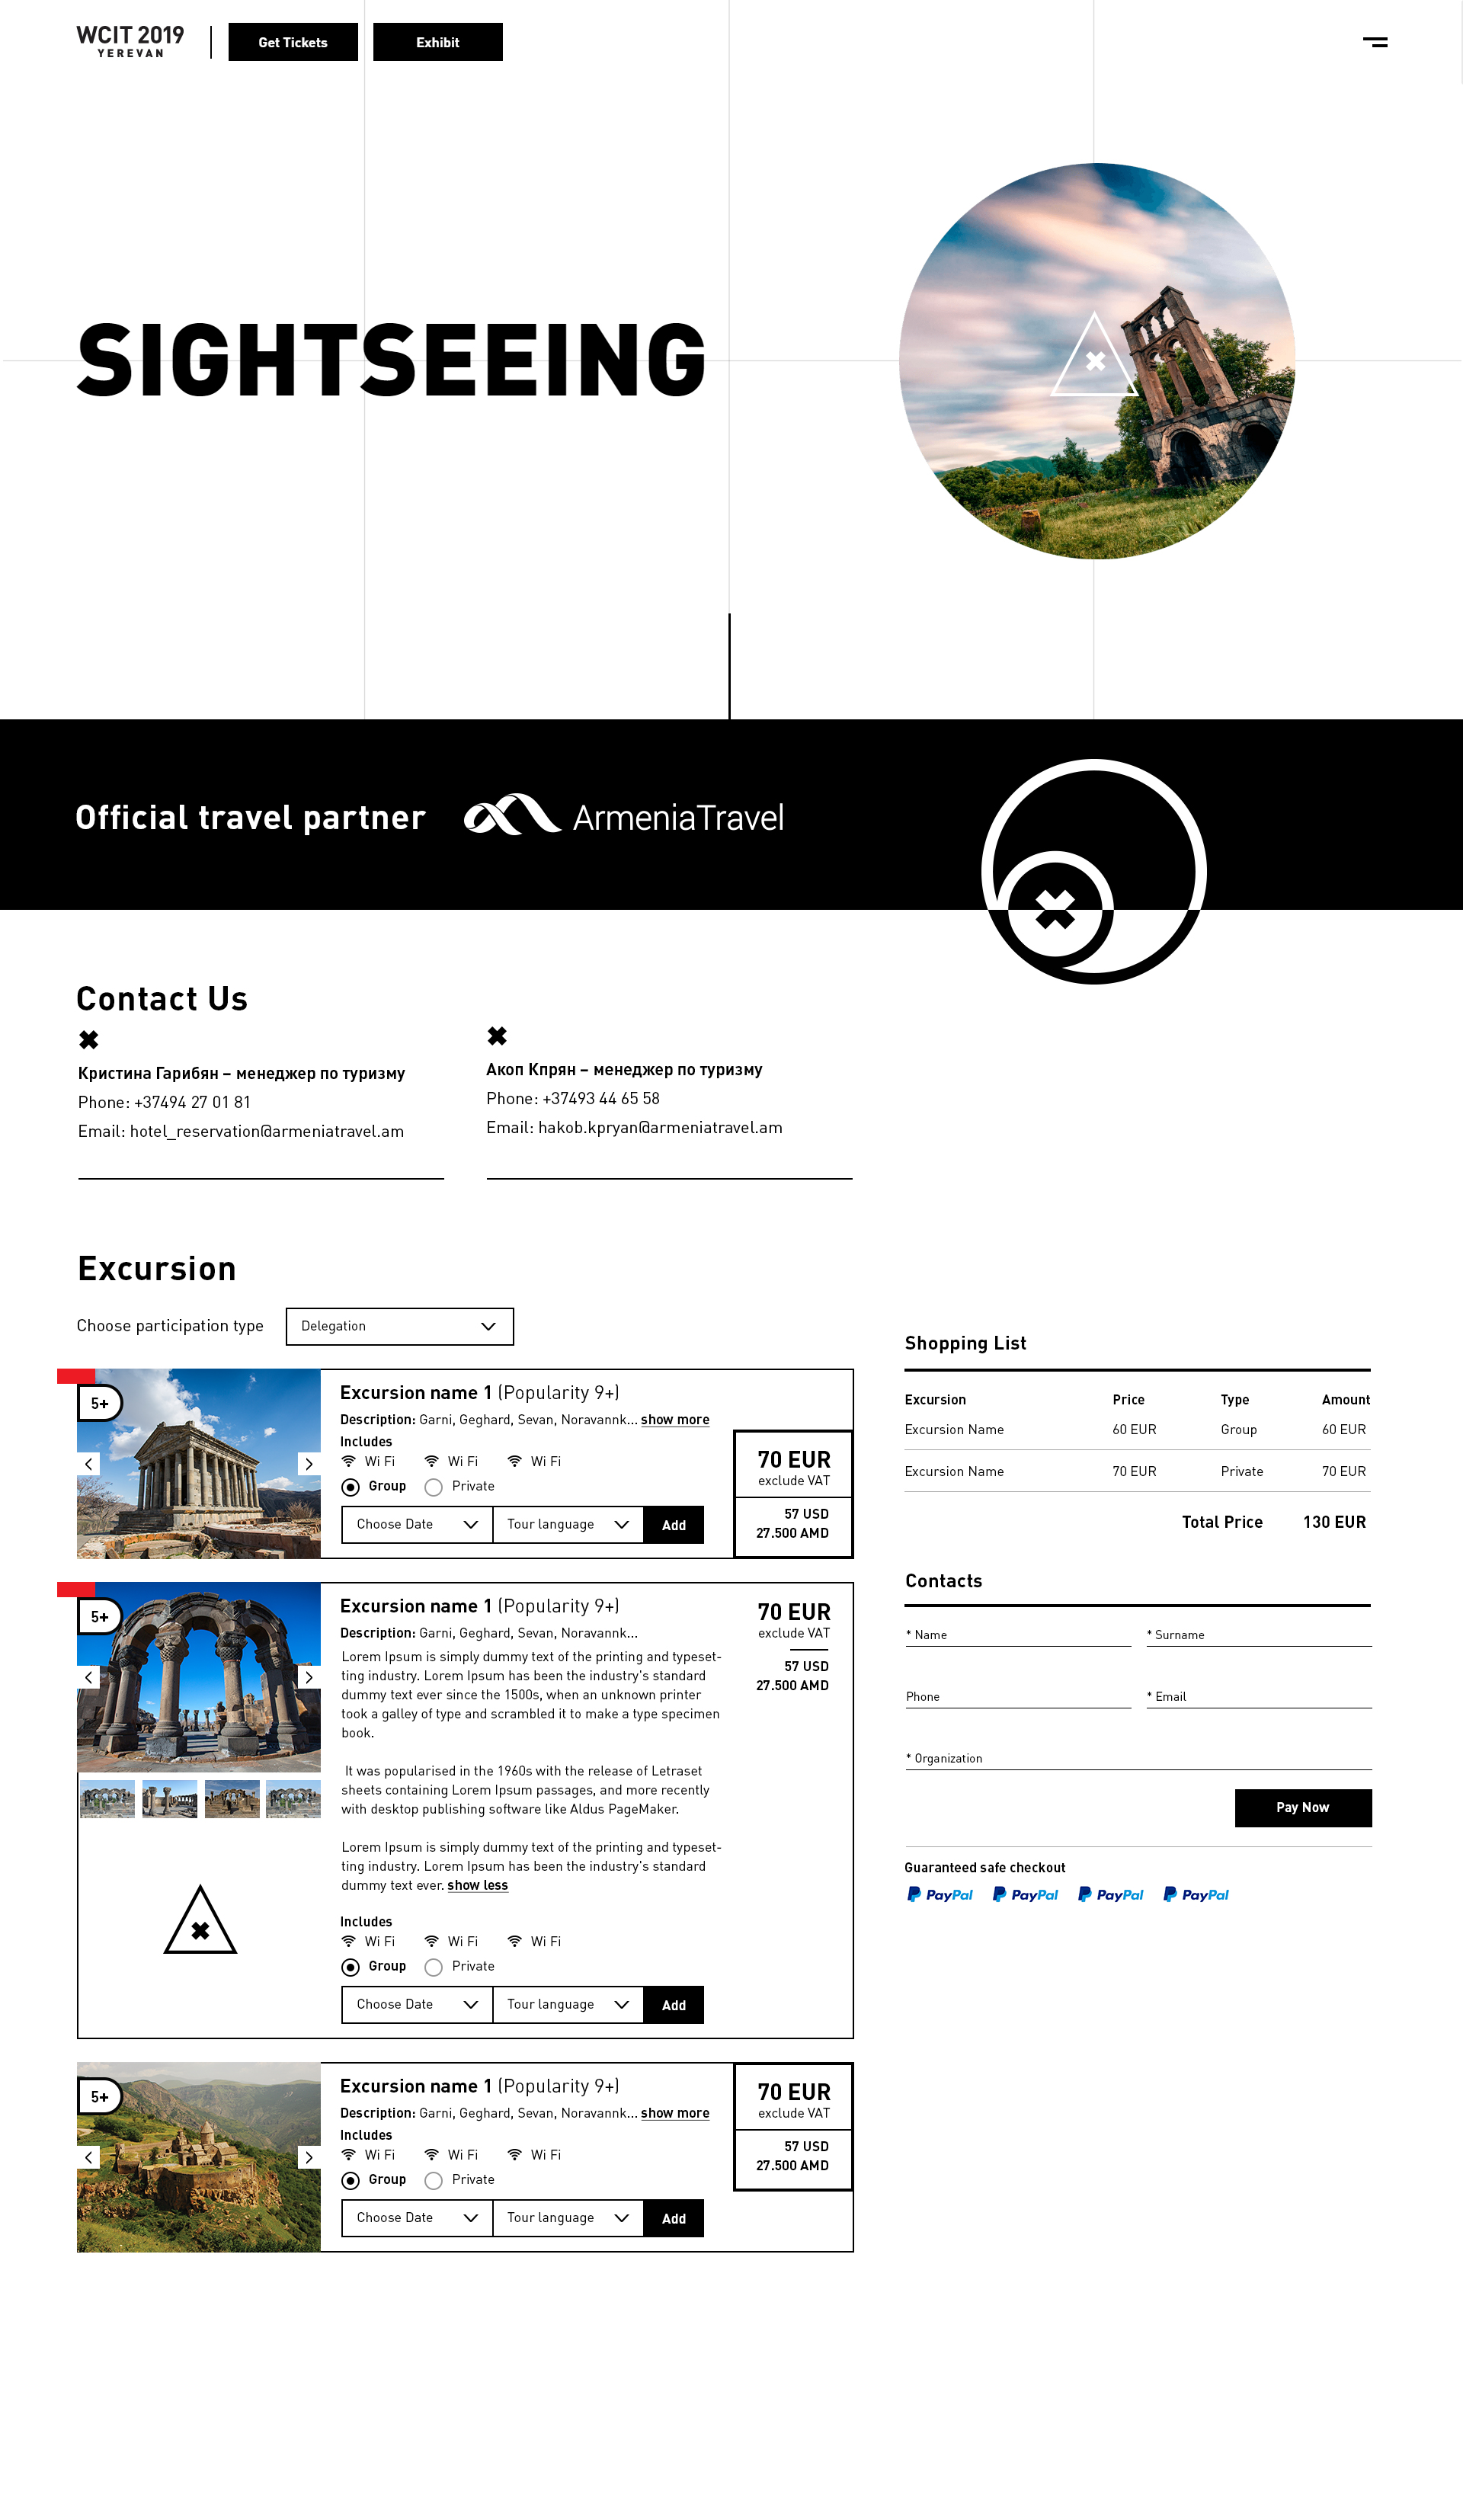 WCIT 2019
YEREVAN
Get Tickets
Exhibit
SIGHTSEEING
Official travel partner
ArmeniaTravel
Contact Us
Кристина Гарибян – менеджер по туризму
Phone: +37494 27 01 81
Email: hotel_reservation@armeniatravel.am
Акоп Кпрян – менеджер по туризму
Phone: +37493 44 65 58
Email: hakob.kpryan@armeniatravel.am
Excursion
Choose participation type
Delegation
5+
Excursion name 1 (Popularity 9+)
Description: Garni, Geghard, Sevan, Noravannk... show more
Includes
Wi Fi Wi Fi Wi Fi
Group Private
Choose Date Tour language Add
70 EUR
exclude VAT
57 USD
27.500 AMD
5+
Excursion name 1 (Popularity 9+)
Description: Garni, Geghard, Sevan, Noravannk...
Lorem Ipsum is simply dummy text of the printing and typeset-
ting industry. Lorem Ipsum has been the industry's standard
dummy text ever since the 1500s, when an unknown printer
took a galley of type and scrambled it to make a type specimen
book.
It was popularised in the 1960s with the release of Letraset
sheets containing Lorem Ipsum passages, and more recently
with desktop publishing software like Aldus PageMaker.
Lorem Ipsum is simply dummy text of the printing and typeset-
ting industry. Lorem Ipsum has been the industry's standard
dummy text ever. show less
Includes
Wi Fi Wi Fi Wi Fi
Group Private
Choose Date Tour language Add
70 EUR
exclude VAT
57 USD
27.500 AMD
5+
Excursion name 1 (Popularity 9+)
Description: Garni, Geghard, Sevan, Noravannk... show more
Includes
Wi Fi Wi Fi Wi Fi
Group Private
Choose Date Tour language Add
70 EUR
exclude VAT
57 USD
27.500 AMD
Shopping List
Excursion Price Type Amount
Excursion Name 60 EUR Group 60 EUR
Excursion Name 70 EUR Private 70 EUR
Total Price 130 EUR
Contacts
* Name * Surname
Phone * Email
* Organization
Pay Now
Guaranteed safe checkout
PayPal PayPal PayPal PayPal